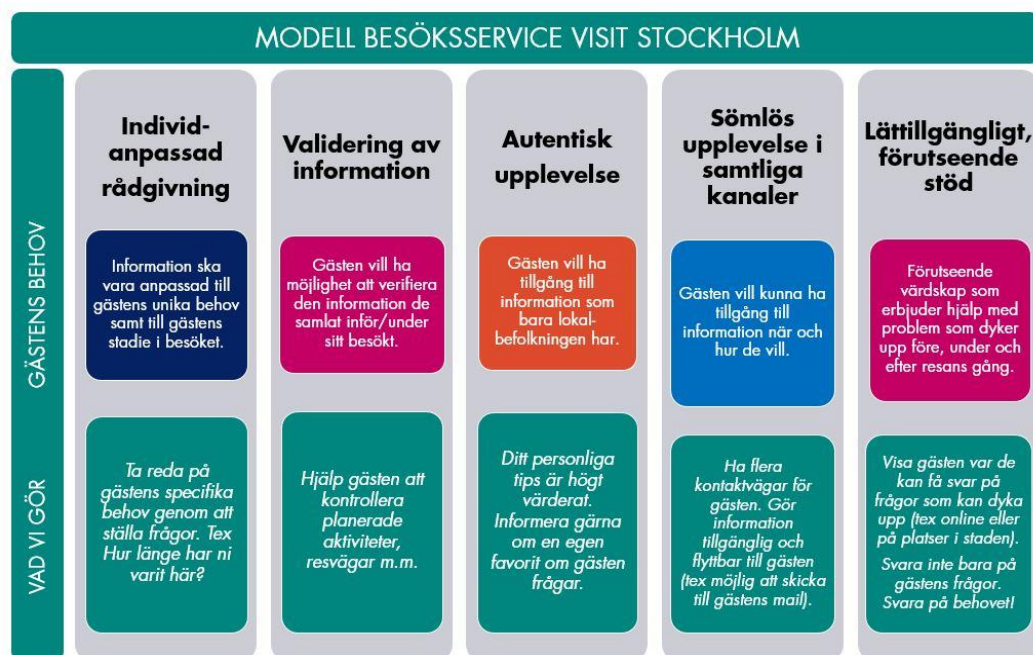 MODELL BESÖKSSERVICE VISIT STOCKHOLM
GÄSTENS BEHOV
VAD VI GÖR
Individ-
anpassad
rådgivning
Information ska
vara anpassad till
gästens unika behov
samt till gästens
stadie i besöket.
Ta reda på
gästens specifika
behov genom att
ställa frågor. Tex
Hur länge har ni
varit här?
Validering av
information
Gästen vill ha
möjlighet att verifiera
den information de
samlat inför/under
sitt besökt.
Hjälp gästen att
kontrollera
planerade
aktiviteter,
resvägar m.m.
Autentisk
upplevelse
Gästen vill ha
tillgång till
information som
bara lokal-
befolkningen har.
Ditt personliga
tips är högt
värderat.
Informera gärna
om en egen
favorit om gästen
frågar.
Sömlös
upplevelse i
samtliga
kanaler
Gästen vill kunna ha
tillgång till
information när och
hur de vill.
Ha flera
kontaktvägar för
gästen. Gör
information
tillgänglig och
flyttbar till gästen
(tex möjlig att skicka
till gästens mail).
Lättillgängligt,
förutseende
stöd
Förutseende
värdskap som
erbjuder hjälp med
problem som dyker
upp före, under och
efter resans gång.
Visa gästen var de
kan få svar på
frågor som kan dyka
upp (tex online eller
på platser i staden).
Svara inte bara på
gästens frågor.
Svara på behovet!